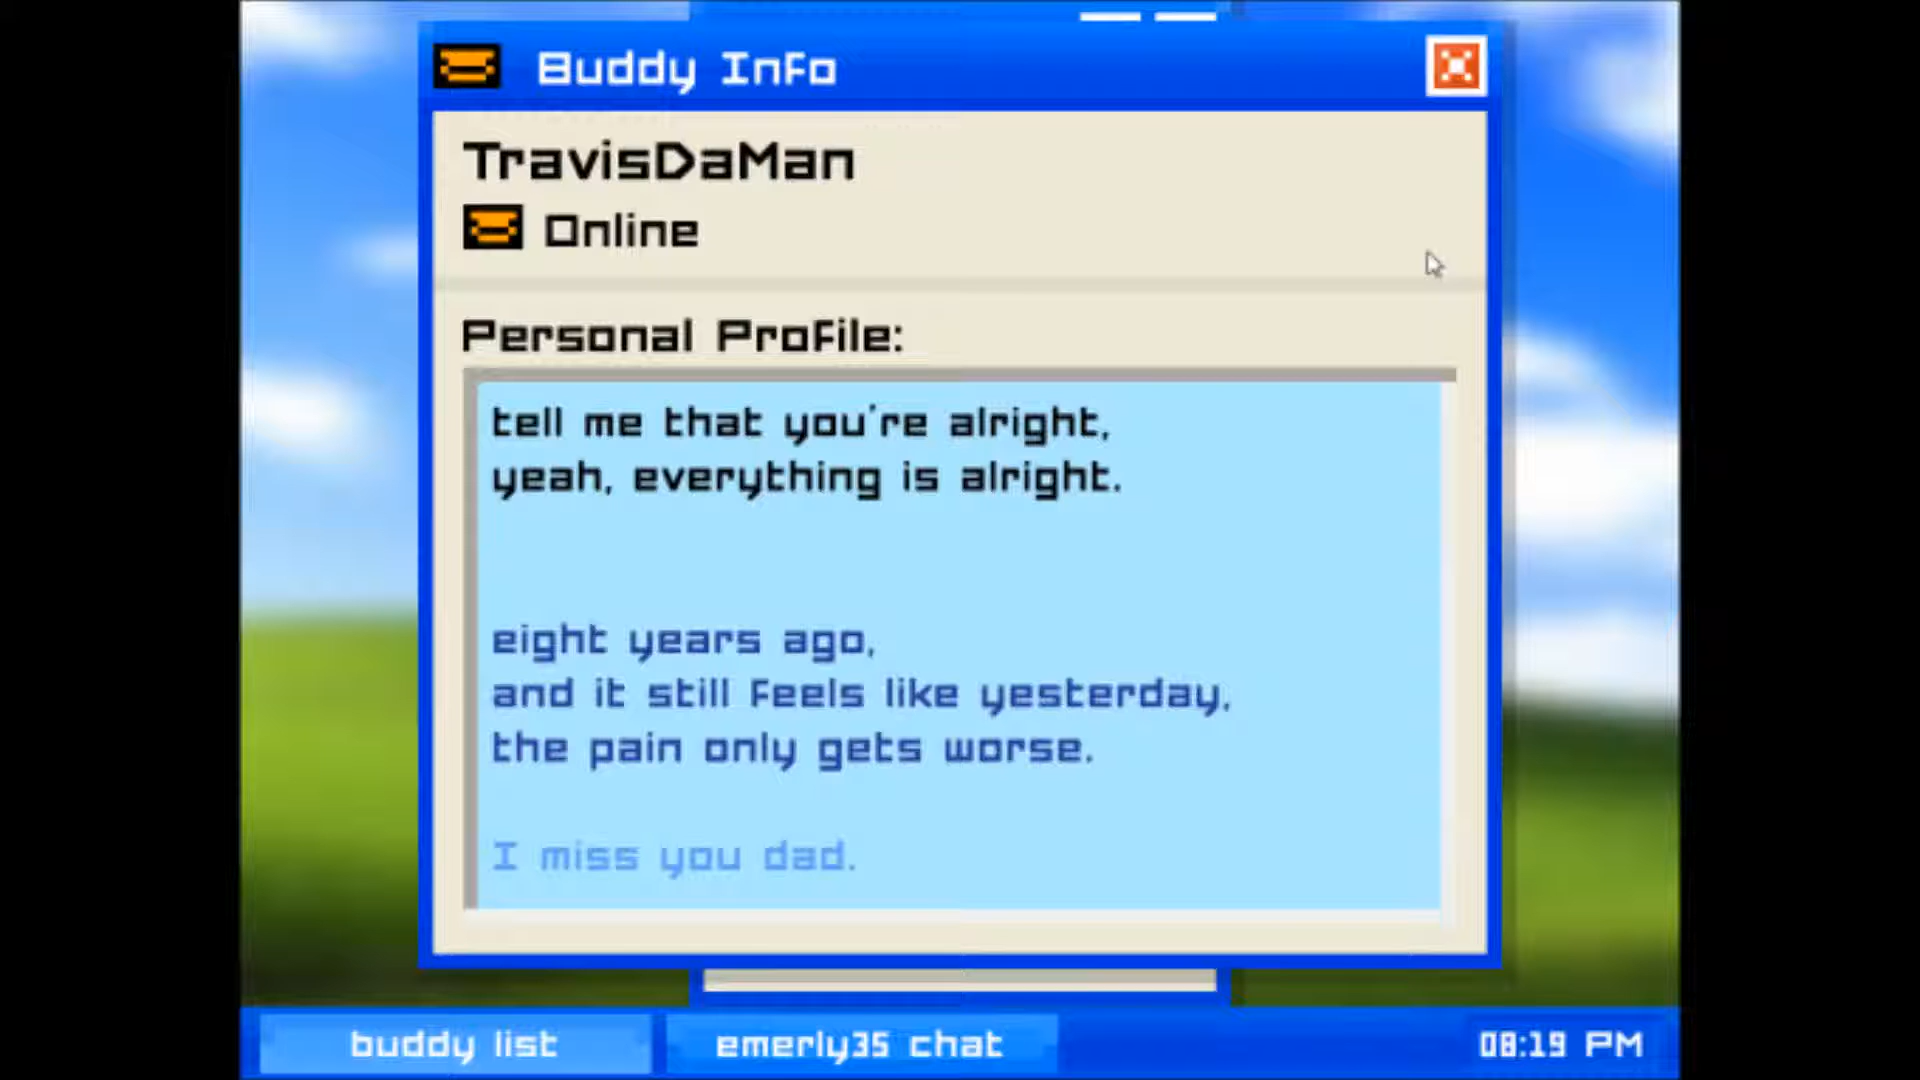 Buddy Info
TravisDaMan
Online
Personal Profile:
tell me that you're alright,
yeah, everything is alright.
eight years ago,
and it still feels like yesterday,
the pain only gets worse.
I miss you dad.
buddy list
emerly35 chat
08:19 PM